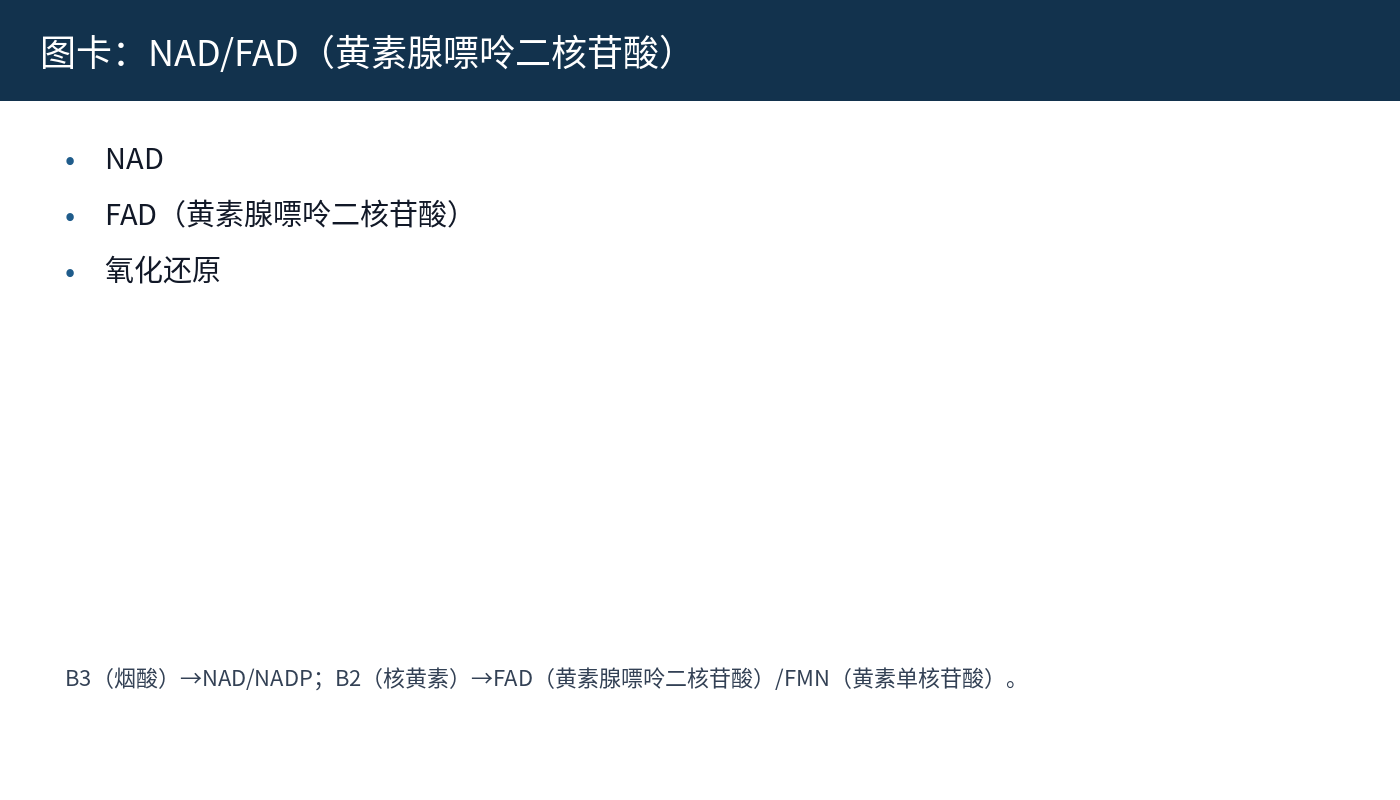 图卡：NAD/FAD（黄素腺嘌呤二核苷酸）
• NAD
• FAD（黄素腺嘌呤二核苷酸）
• 氧化还原
B3（烟酸）→NAD/NADP；B2（核黄素）→FAD（黄素腺嘌呤二核苷酸）/FMN（黄素单核苷酸）。